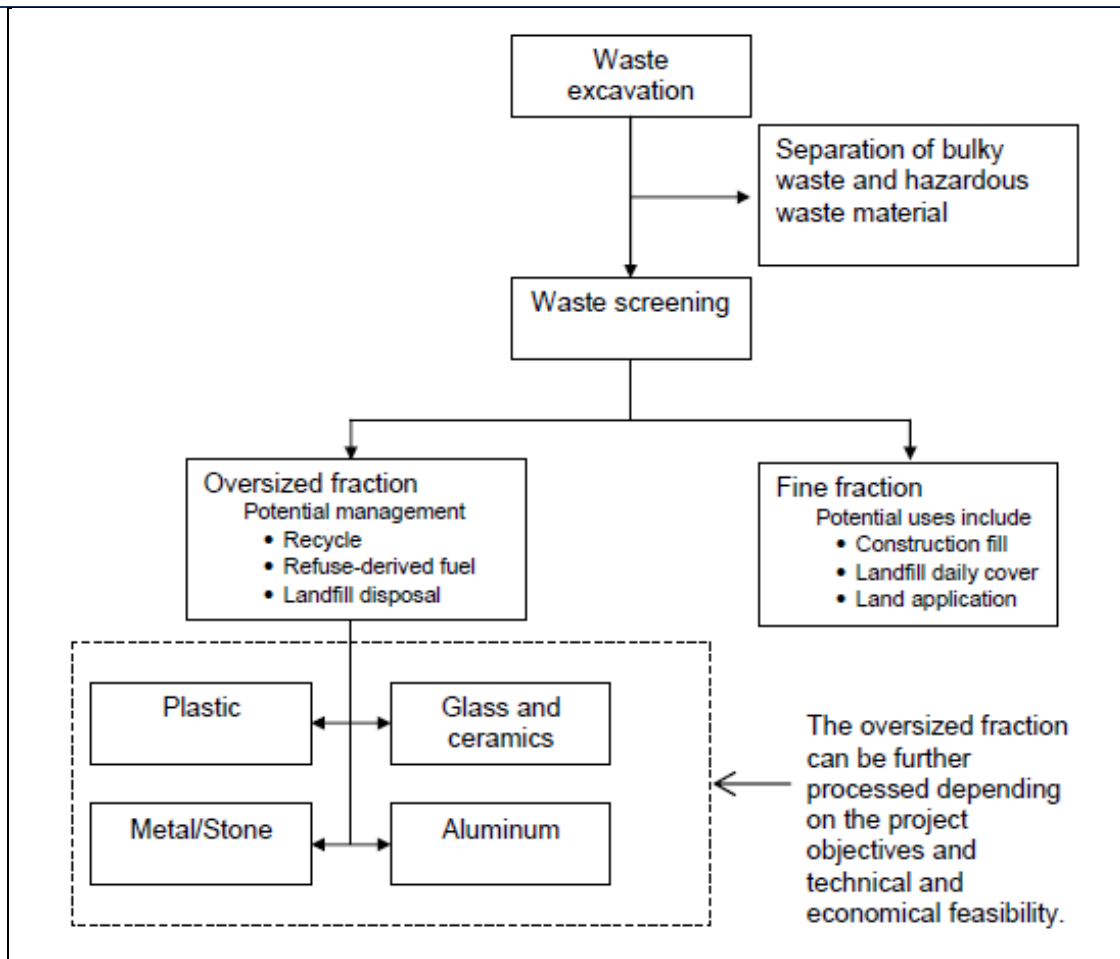 Waste
excavation
Separation of bulky
waste and hazardous
waste material
Waste screening
Oversized fraction
Potential management
• Recycle
• Refuse-derived fuel
• Landfill disposal
Fine fraction
Potential uses include
• Construction fill
• Landfill daily cover
• Land application
Plastic
Glass and
ceramics
Metal/Stone
Aluminum
The oversized fraction
can be further
processed depending
on the project
objectives and
technical and
economical feasibility.